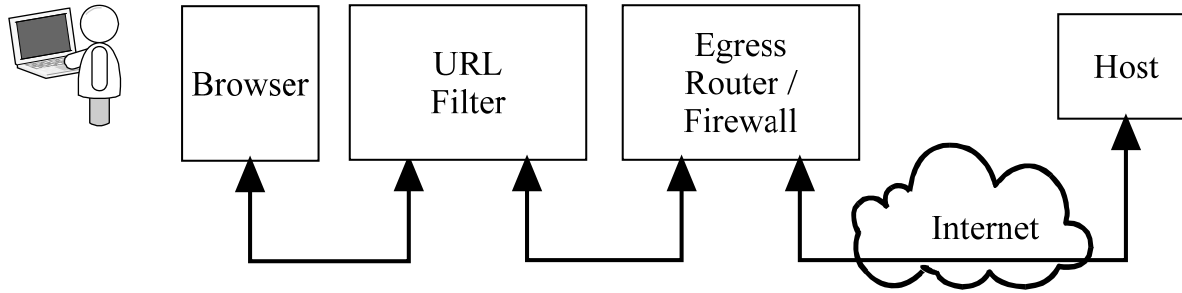 Browser
URL
Filter
Egress
Router /
Firewall
Host
Internet